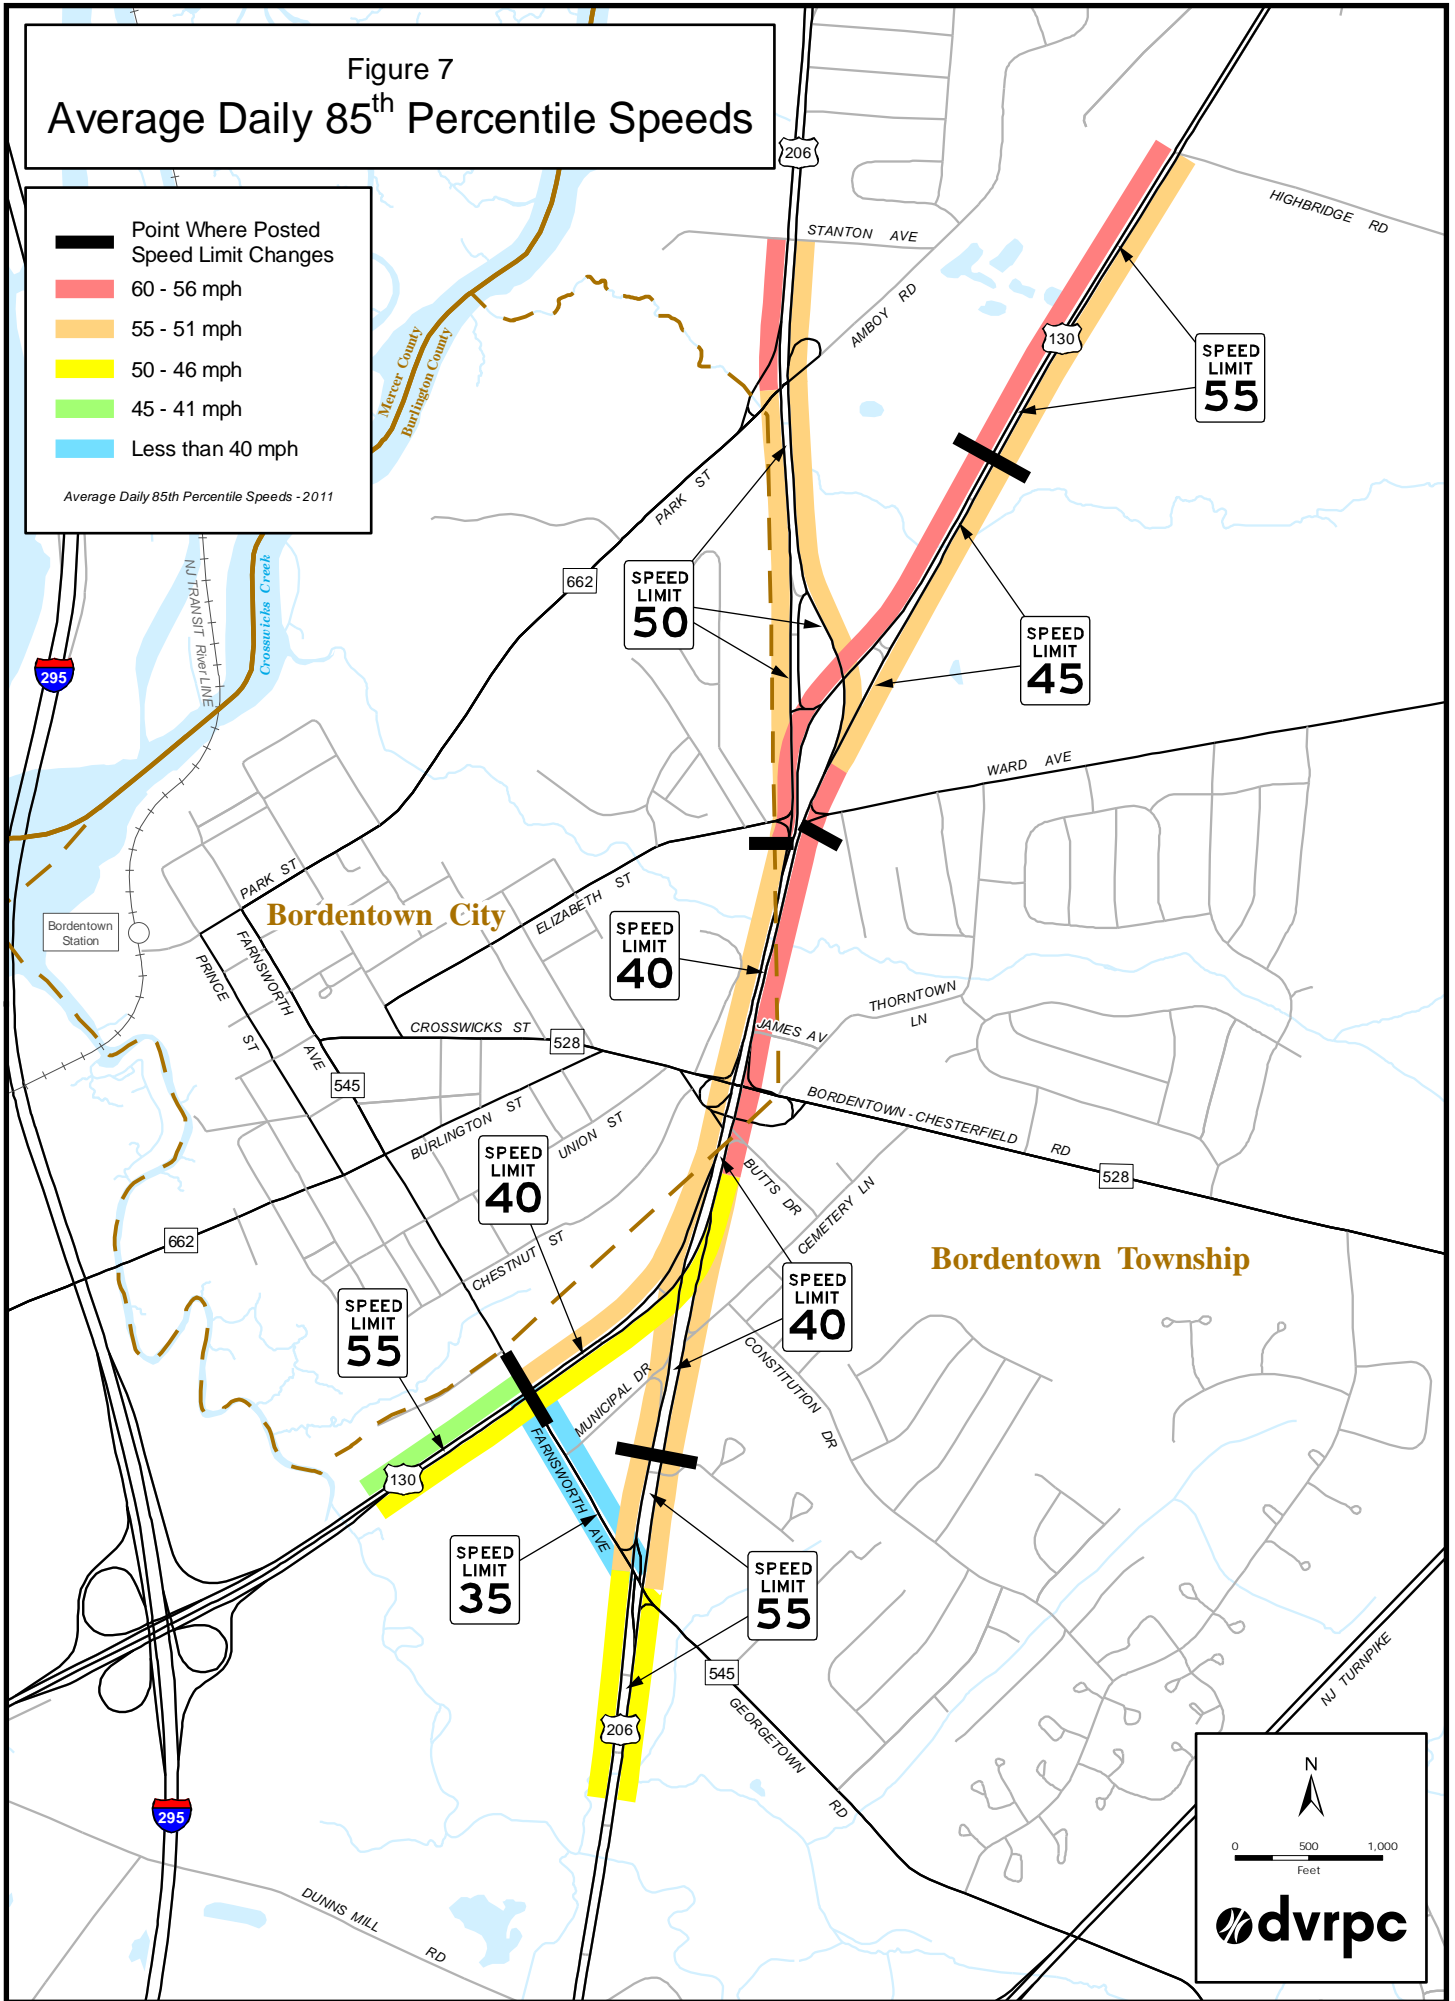 Figure 7
Average Daily 85th Percentile Speeds
Point Where Posted
Speed Limit Changes
60 - 56 mph
55 - 51 mph
50 - 46 mph
45 - 41 mph
Less than 40 mph
Average Daily 85th Percentile Speeds - 2011
206
STANTON AVE
HIGHBRIDGE RD
AMBOY RD
130
SPEED
LIMIT
55
Mercer County
Burlington County
PARK ST
662
SPEED
LIMIT
50
NJ TRANSIT River LINE
Crosswicks Creek
295
SPEED
LIMIT
45
WARD AVE
PARK ST
Bordentown City
ELIZABETH ST
Bordentown
Station
FARNSWORTH AVE
PRINCE ST
SPEED
LIMIT
40
THORNTOWN
LN
JAMES AV
CROSSWICKS ST
528
545
BORDENTOWN - CHESTERFIELD RD
BURLINGTON ST
UNION ST
SPEED
LIMIT
40
BUTTS DR
CEMETERY LN
528
662
CHESTNUT ST
Bordentown Township
SPEED
LIMIT
40
SPEED
LIMIT
55
MUNICIPAL DR
CONSTITUTION DR
130
FARNSWORTH AVE
SPEED
LIMIT
35
SPEED
LIMIT
55
545
GEORGETOWN RD
NJ TURNPIKE
206
295
DUNNS MILL RD
N
0 500 1,000
Feet
dvrpc